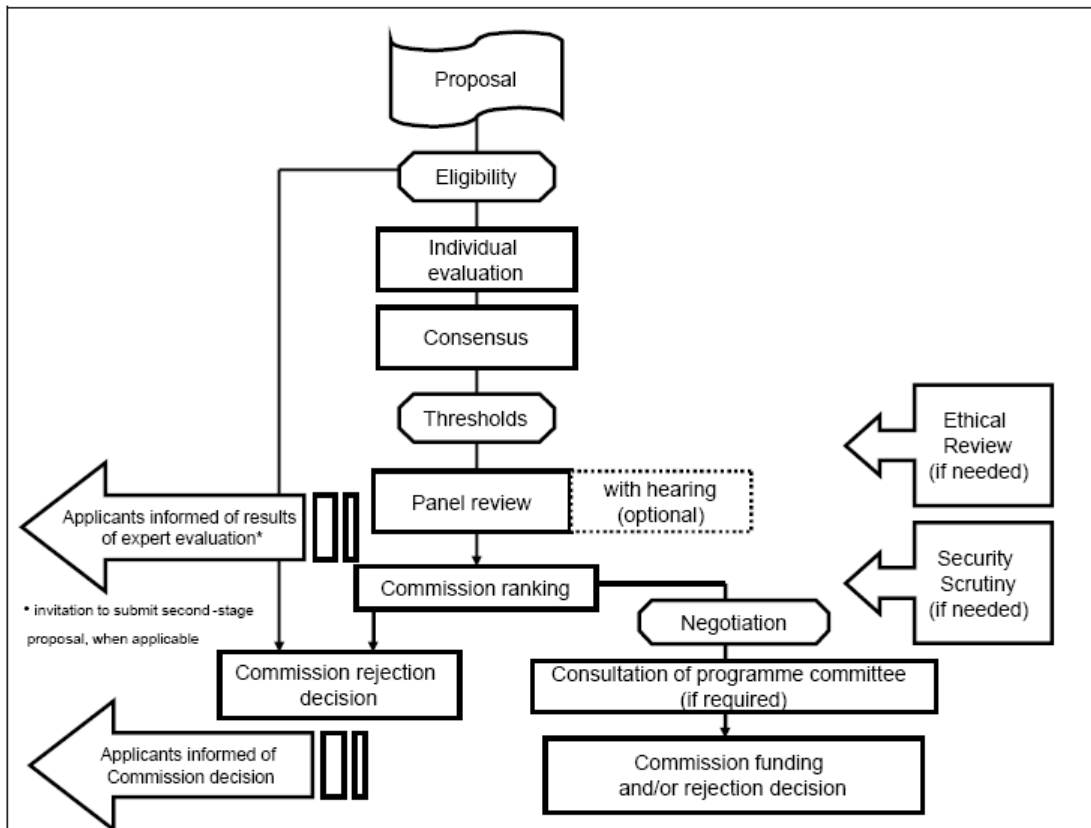 Proposal
Eligibility
Individual
evaluation
Consensus
Thresholds
Ethical
Review
(if needed)
Panel review
with hearing
(optional)
Applicants informed of results
of expert evaluation*
Security
Scrutiny
(if needed)
Commission ranking
* invitation to submit second-stage
proposal, when applicable
Negotiation
Commission rejection
decision
Consultation of programme committee
(if required)
Applicants informed of
Commission decision
Commission funding
and/or rejection decision